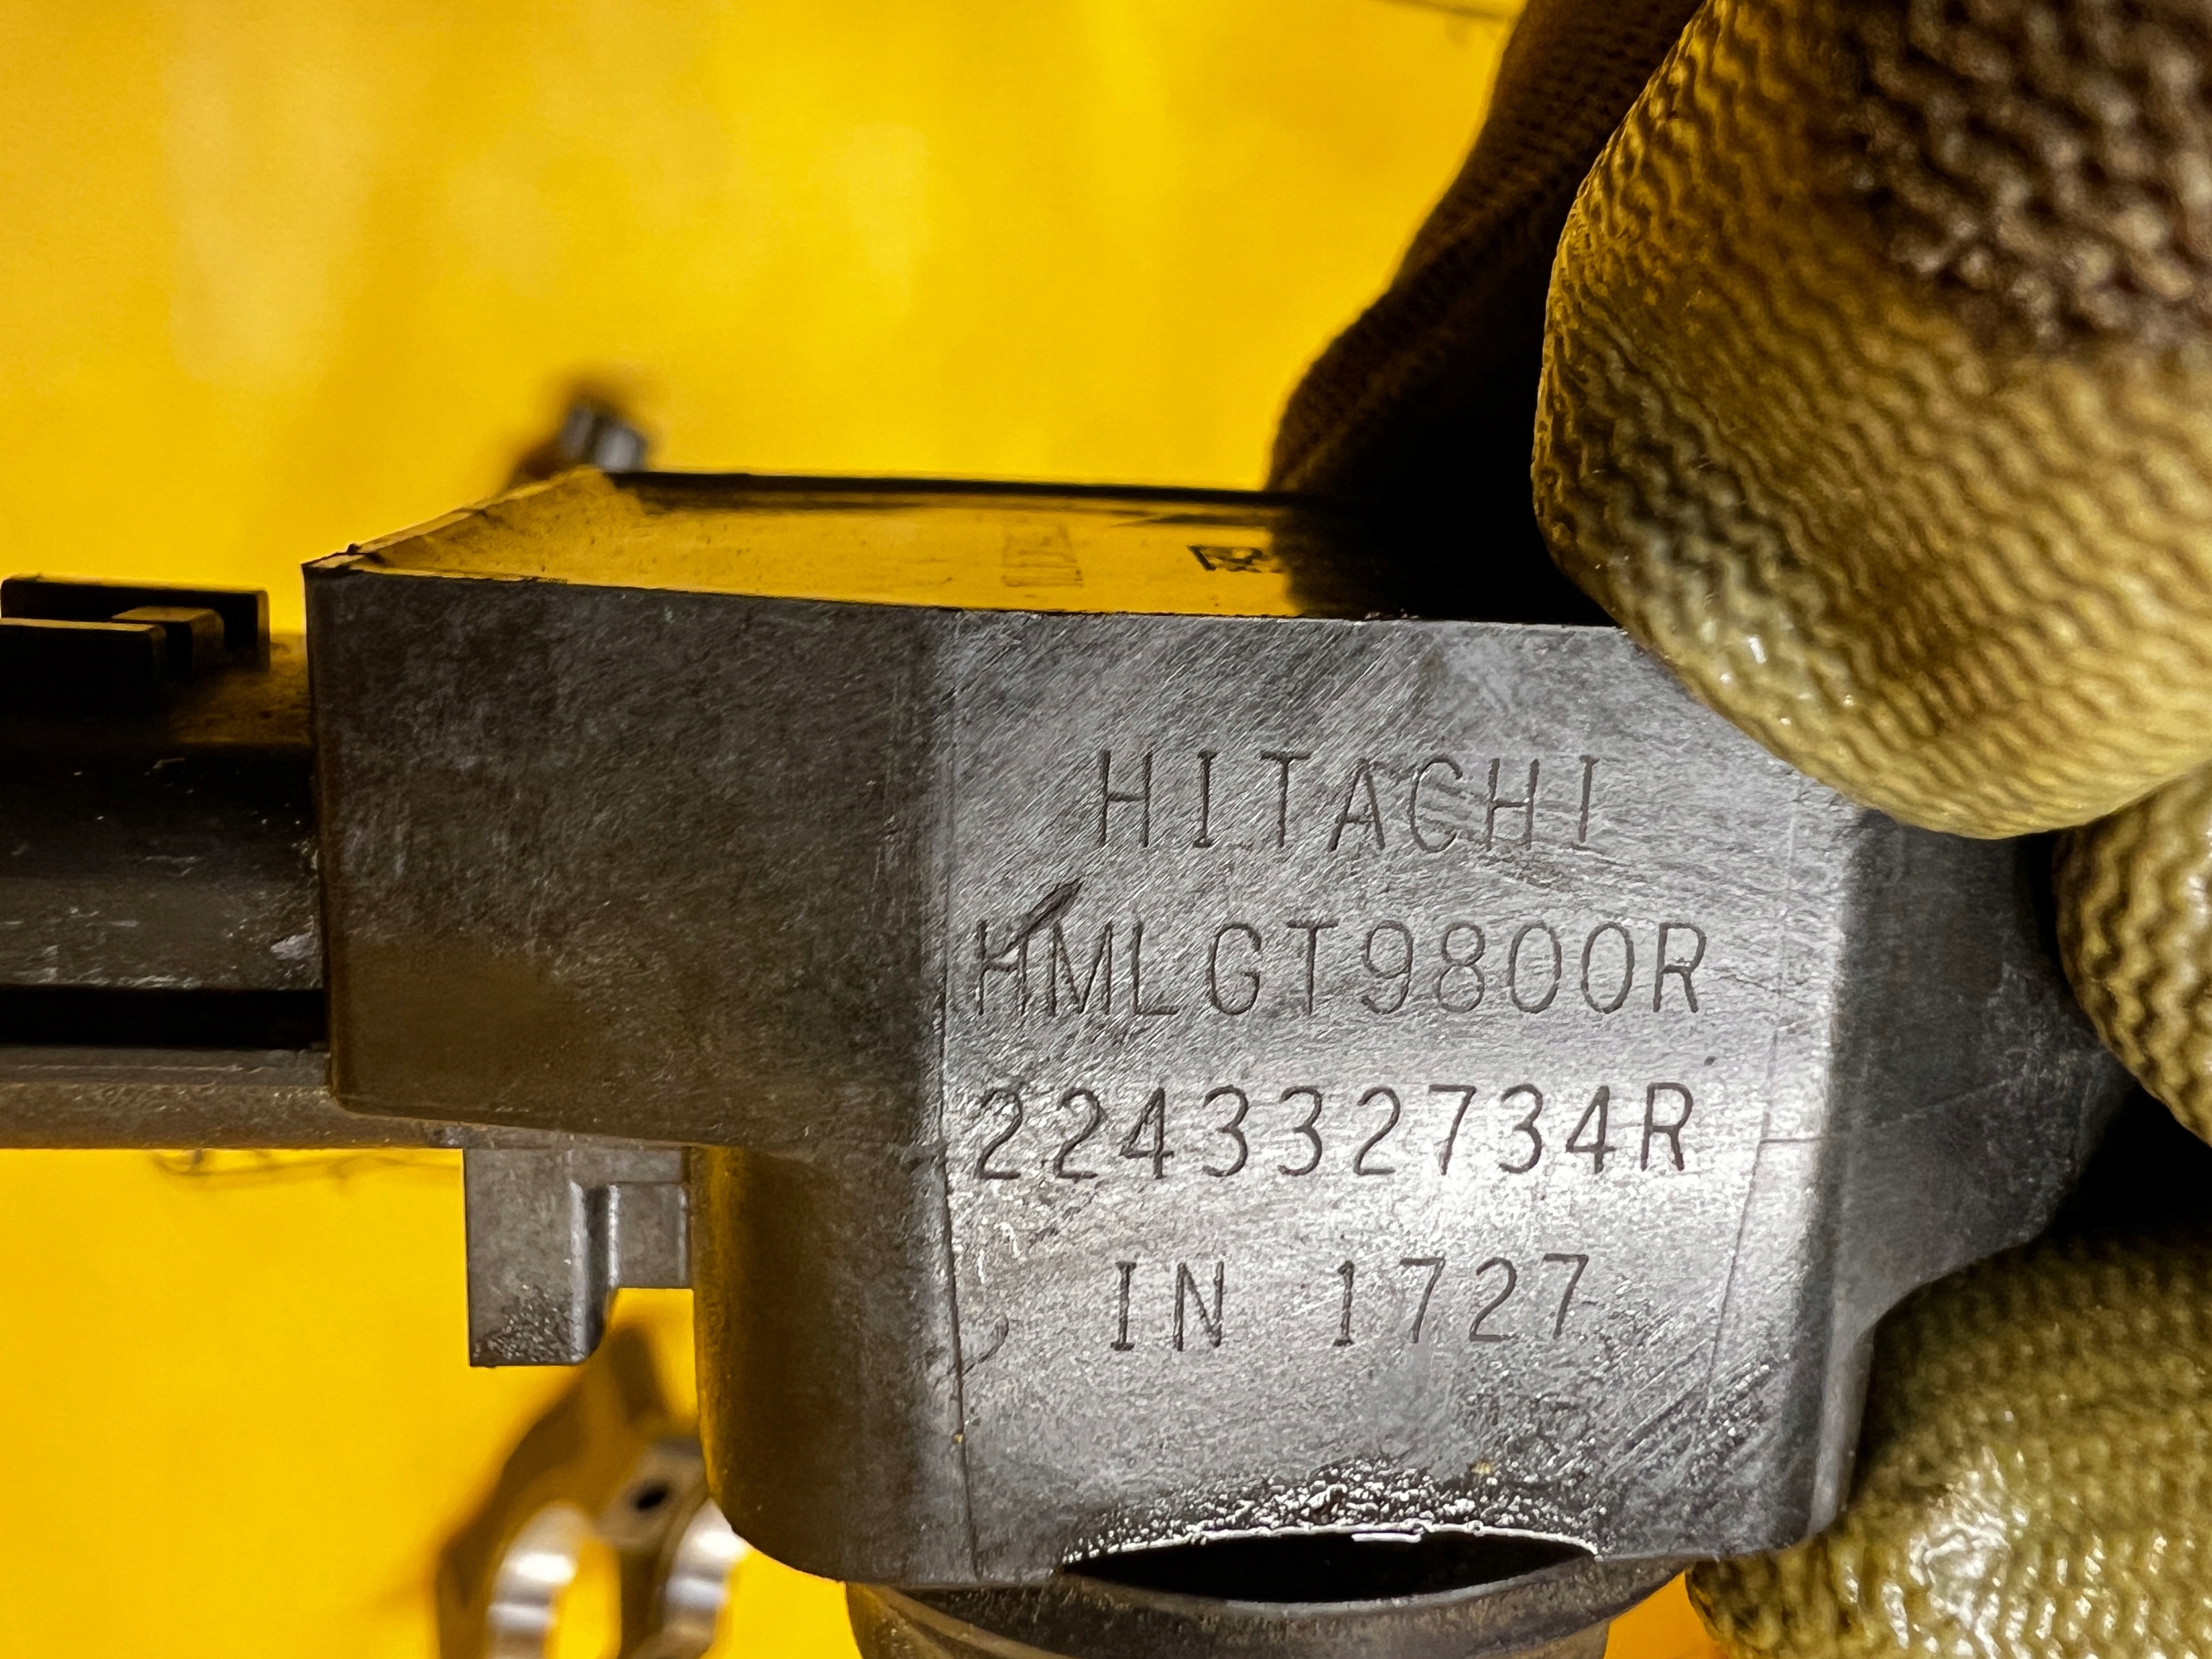 HITACHI
HMLGT9800R
224332734R
IN 1727